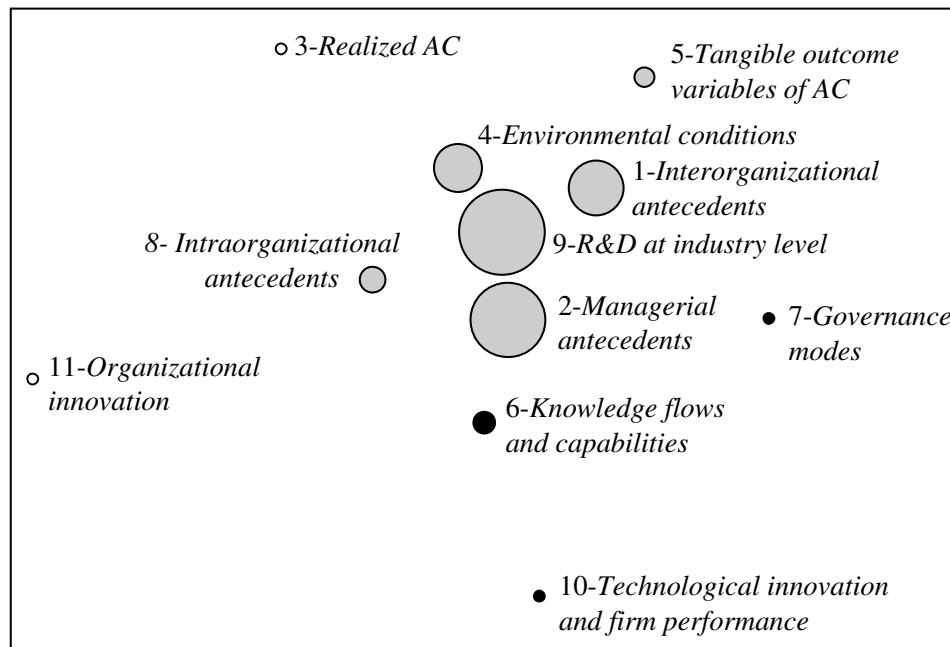 3-Realized AC
5-Tangible outcome
variables of AC
4-Environmental conditions
1-Interorganizational
antecedents
8- Intraorganizational
antecedents
9-R&D at industry level
2-Managerial
antecedents
7-Governance
modes
11-Organizational
innovation
6-Knowledge flows
and capabilities
10-Technological innovation
and firm performance